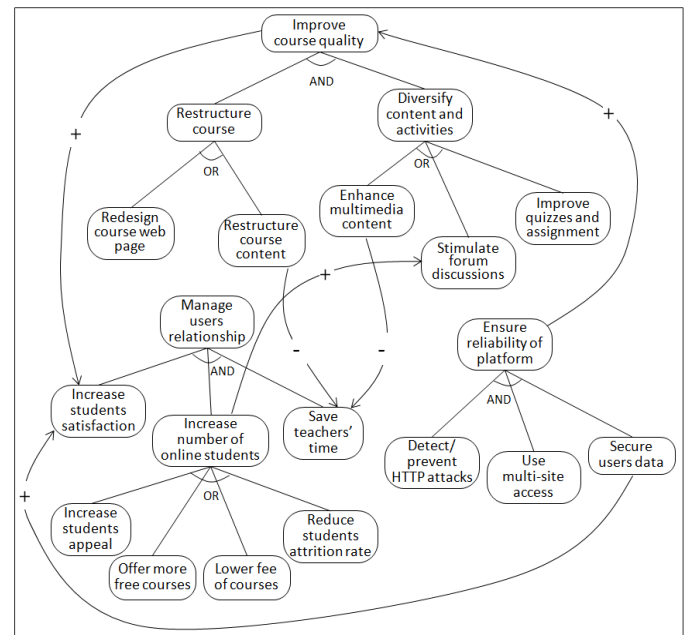 Improve
course quality
AND
Restructure
course
Diversify
content and
activities
+
+
OR
OR
Redesign
course web
page
Restructure
course
content
Enhance
multimedia
content
Improve
quizzes and
assignment
Stimulate
forum
discussions
+
Manage
users
relationship
Ensure
reliability of
platform
-
-
AND
AND
Increase
students
satisfaction
Increase
number of
online students
Save
teachers'
time
Detect/
prevent
HTTP attacks
Use
multi-site
access
Secure
users data
+
OR
Increase
students
appeal
Offer more
free courses
Lower fee
of courses
Reduce
students
attrition rate